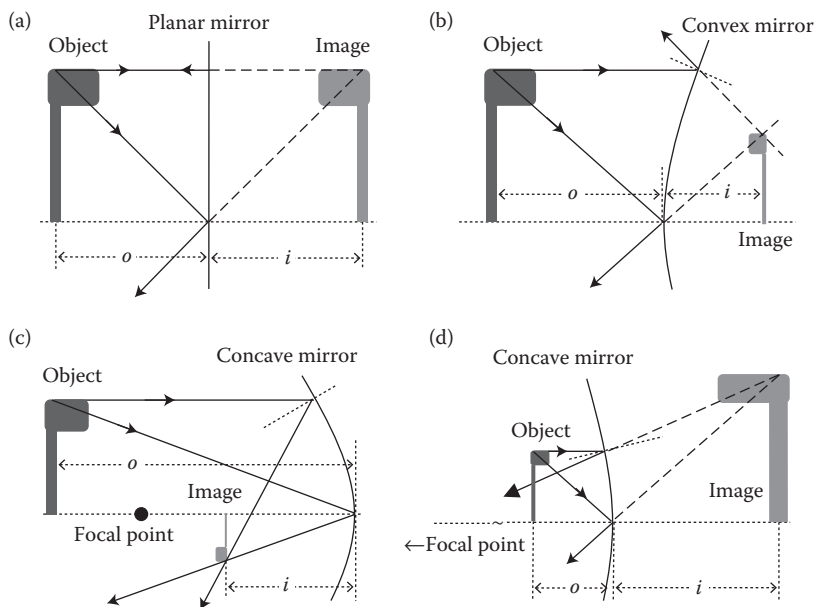 (a)
Planar mirror
Object
Image
o
i
(b)
Convex mirror
Object
o
i
Image
(c)
Concave mirror
Object
o
Image
Focal point
i
(d)
Concave mirror
Object
Image
←Focal point
o
i